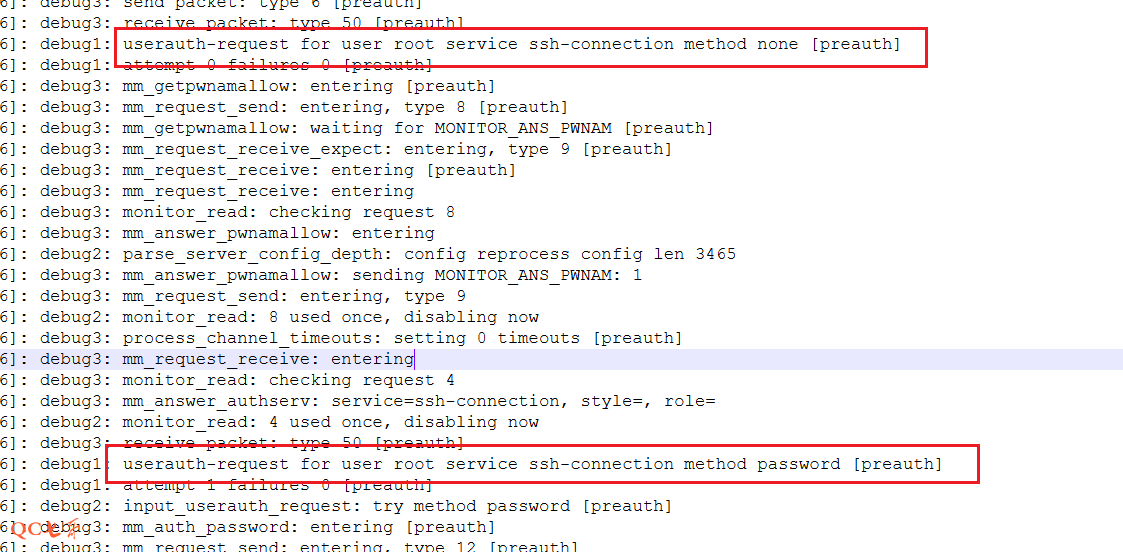 6]: debug3: send_packet: type 6 [preauth]
6]: debug3: receive_packet: type 50 [preauth]
6]: debug1: userauth-request for user root service ssh-connection method none [preauth]
6]: debug1: attempt 0 failures 0 [preauth]
6]: debug3: mm_getpwnamallow: entering [preauth]
6]: debug3: mm_request_send: entering, type 8 [preauth]
6]: debug3: mm_getpwnamallow: waiting for MONITOR_ANS_PWNAM [preauth]
6]: debug3: mm_request_receive_expect: entering, type 9 [preauth]
6]: debug3: mm_request_receive: entering [preauth]
6]: debug3: mm_request_receive: entering
6]: debug3: monitor_read: checking request 8
6]: debug3: mm_answer_pwnamallow: entering
6]: debug2: parse_server_config_depth: config reprocess config len 3465
6]: debug3: mm_answer_pwnamallow: sending MONITOR_ANS_PWNAM: 1
6]: debug3: mm_request_send: entering, type 9
6]: debug2: monitor_read: 8 used once, disabling now
6]: debug3: process_channel_timeouts: setting 0 timeouts [preauth]
6]: debug3: mm_request_receive: entering
6]: debug3: monitor_read: checking request 4
6]: debug3: mm_answer_authserv: service=ssh-connection, style=, role=
6]: debug2: monitor_read: 4 used once, disabling now
6]: debug3: receive_packet: type 50 [preauth]
6]: debug1: userauth-request for user root service ssh-connection method password [preauth]
6]: debug1: attempt 1 failures 0 [preauth]
6]: debug2: input_userauth_request: try method password [preauth]
6]: debug3: mm_auth_password: entering [preauth]
6]: debug3: mm_request_send: entering, type 12 [preauth]